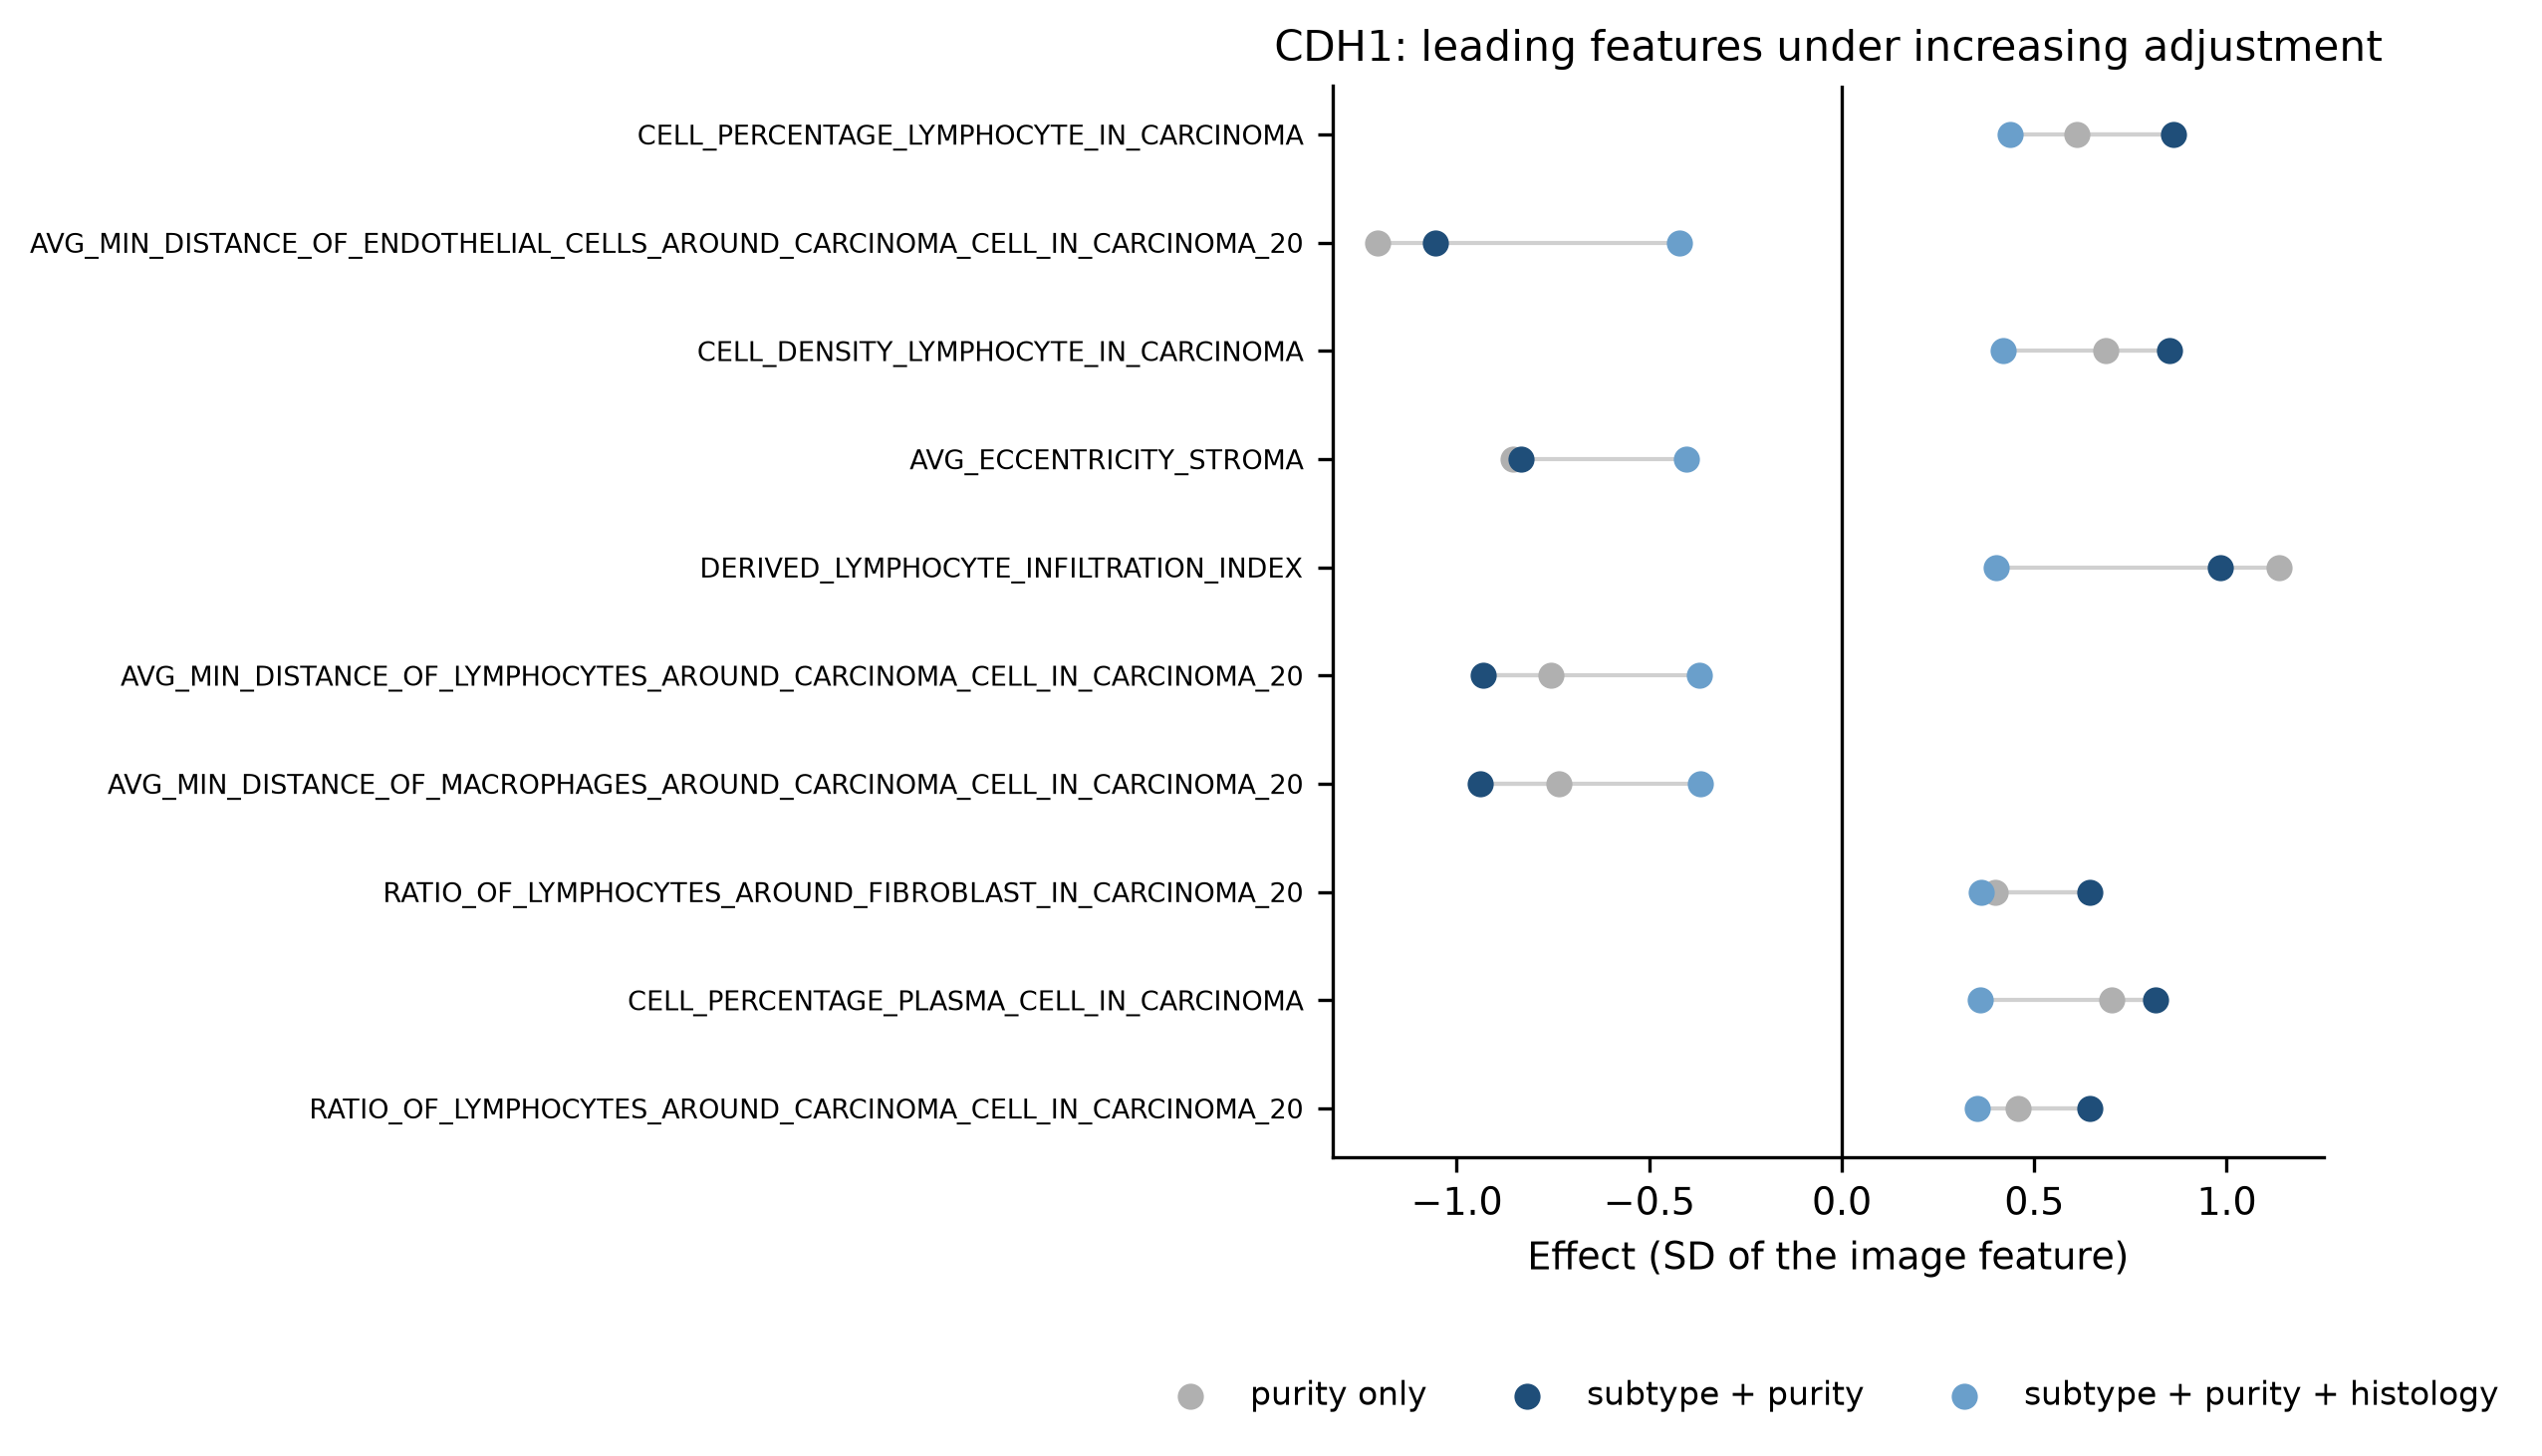 CDH1: leading features under increasing adjustment
CELL_PERCENTAGE_LYMPHOCYTE_IN_CARCINOMA
AVG_MIN_DISTANCE_OF_ENDOTHELIAL_CELLS_AROUND_CARCINOMA_CELL_IN_CARCINOMA_20
CELL_DENSITY_LYMPHOCYTE_IN_CARCINOMA
AVG_ECCENTRICITY_STROMA
DERIVED_LYMPHOCYTE_INFILTRATION_INDEX
AVG_MIN_DISTANCE_OF_LYMPHOCYTES_AROUND_CARCINOMA_CELL_IN_CARCINOMA_20
AVG_MIN_DISTANCE_OF_MACROPHAGES_AROUND_CARCINOMA_CELL_IN_CARCINOMA_20
RATIO_OF_LYMPHOCYTES_AROUND_FIBROBLAST_IN_CARCINOMA_20
CELL_PERCENTAGE_PLASMA_CELL_IN_CARCINOMA
RATIO_OF_LYMPHOCYTES_AROUND_CARCINOMA_CELL_IN_CARCINOMA_20
−1.0 −0.5 0.0 0.5 1.0
Effect (SD of the image feature)
purity only subtype + purity subtype + purity + histology